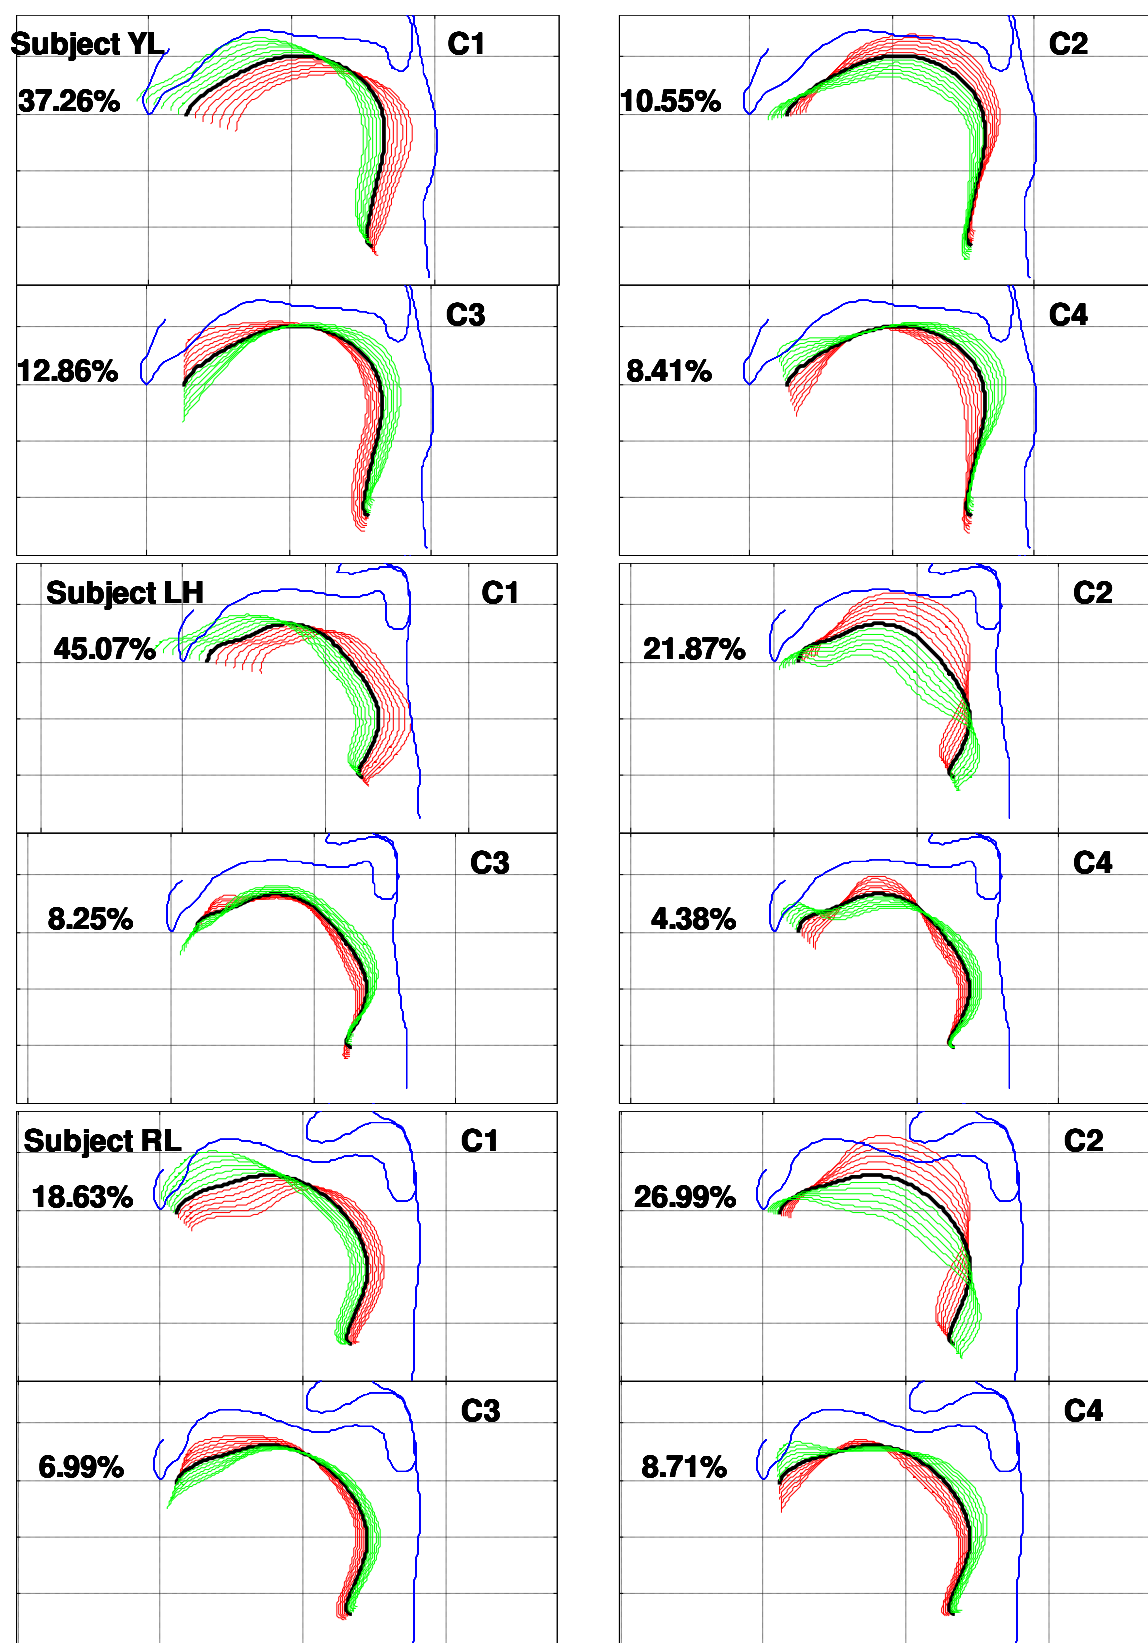 Subject YL
C1
37.26%
C2
10.55%
C3
12.86%
C4
8.41%
Subject LH
C1
45.07%
C2
21.87%
C3
8.25%
C4
4.38%
Subject RL
C1
18.63%
C2
26.99%
C3
6.99%
C4
8.71%